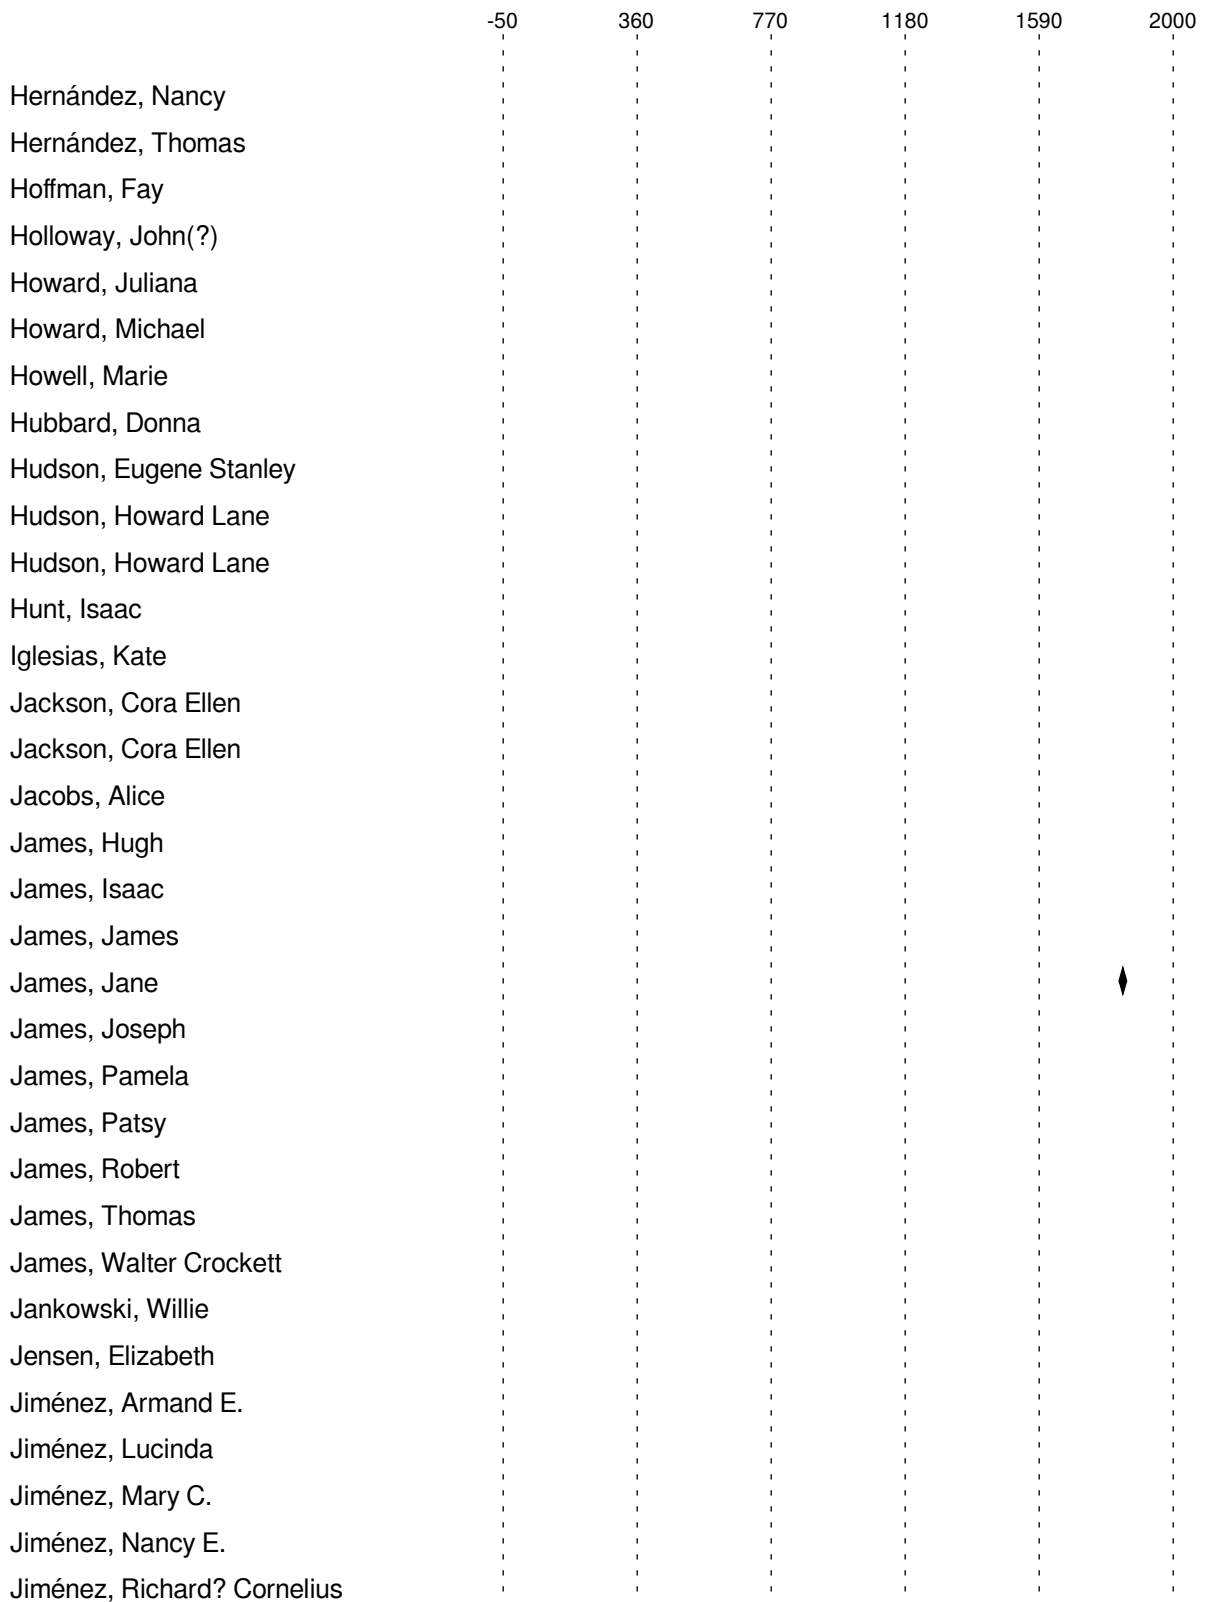 -50 360 770 1180 1590 2000
Hernández, Nancy
Hernández, Thomas
Hoffman, Fay
Holloway, John(?)
Howard, Juliana
Howard, Michael
Howell, Marie
Hubbard, Donna
Hudson, Eugene Stanley
Hudson, Howard Lane
Hudson, Howard Lane
Hunt, Isaac
Iglesias, Kate
Jackson, Cora Ellen
Jackson, Cora Ellen
Jacobs, Alice
James, Hugh
James, Isaac
James, James
James, Jane
James, Joseph
James, Pamela
James, Patsy
James, Robert
James, Thomas
James, Walter Crockett
Jankowski, Willie
Jensen, Elizabeth
Jiménez, Armand E.
Jiménez, Lucinda
Jiménez, Mary C.
Jiménez, Nancy E.
Jiménez, Richard? Cornelius